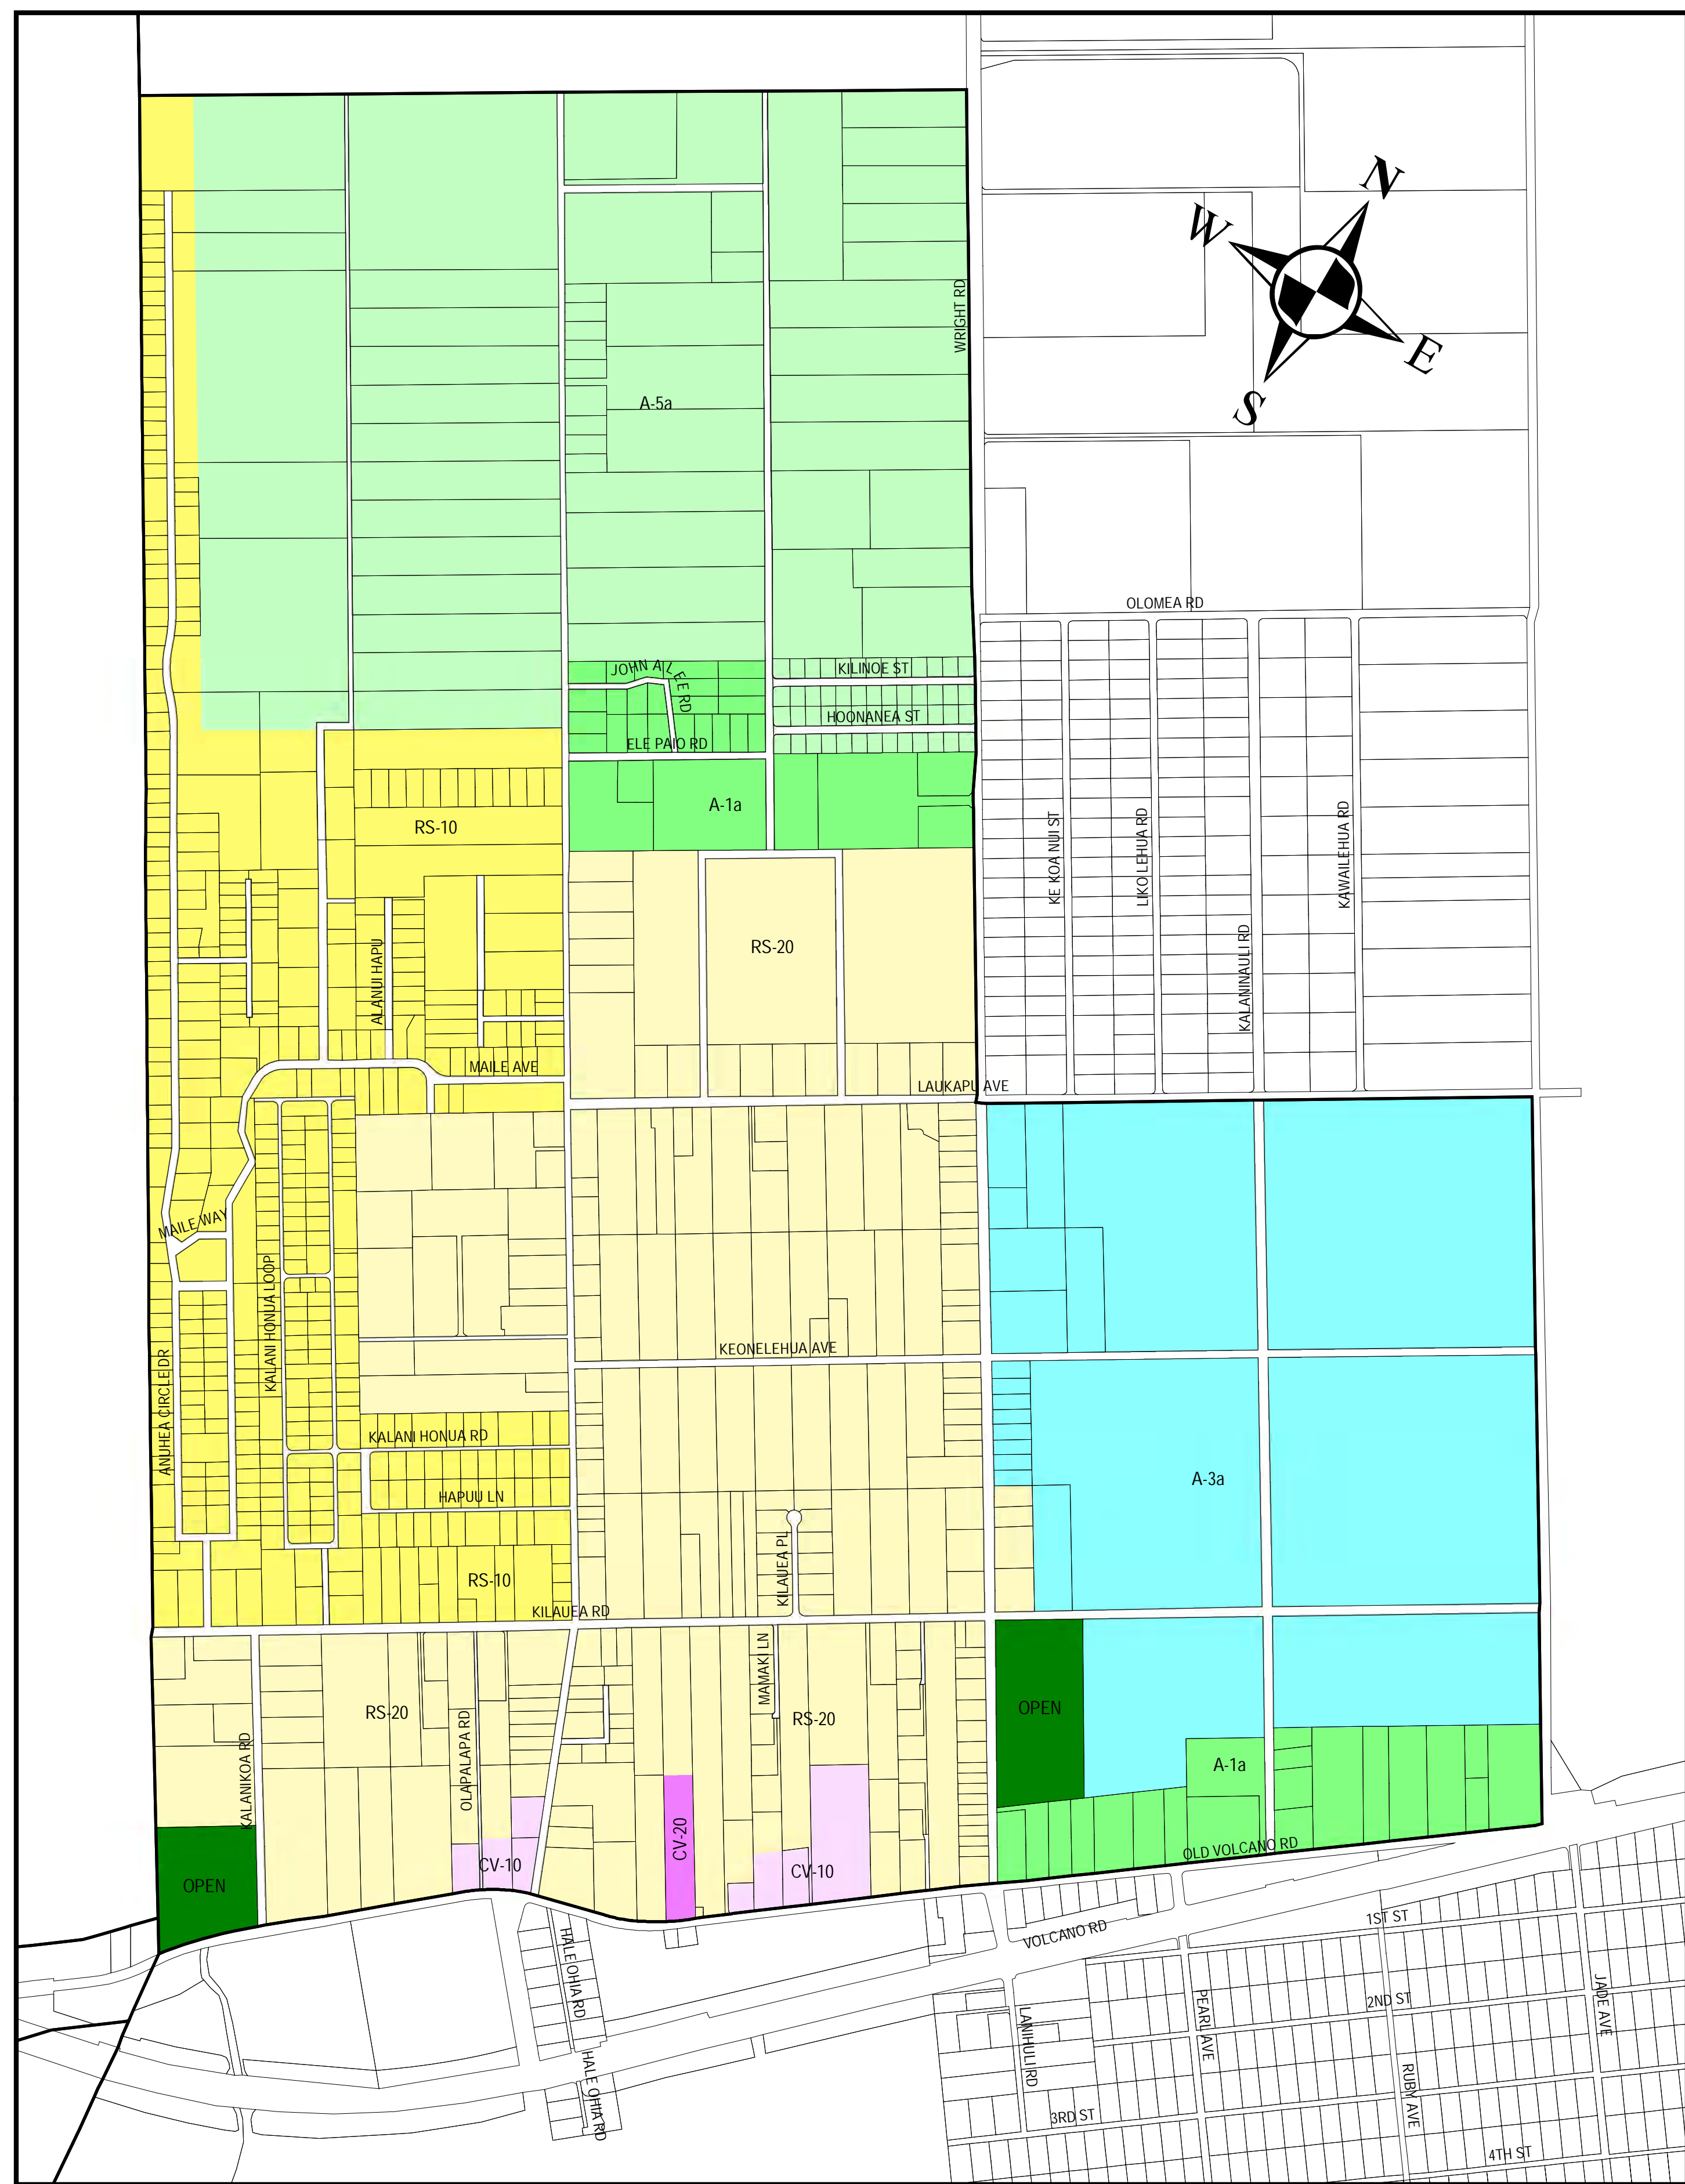 N
W
E
S
WRIGHT RD
A-5a
OLOMEA RD
JOHN A LEE RD
KILINOE ST
HOONANEA ST
ELE PAIO RD
A-1a
RS-10
KE KOA NUI ST
LIKOLEHUA RD
KALANINAULI RD
KAWAILEHUA RD
ALANUI HAPU
RS-20
MAILE AVE
LAUKAPU AVE
MAILE WAY
KALANI HONUA LOOP
ANUHEA CIRCLE DR
KEONELEHUA AVE
KALANI HONUA RD
HAPUU LN
A-3a
KILAUEA PL
RS-10
KILAUEA RD
MAMAKI LN
RS-20
OLAPALAPA RD
KALANIKOA RD
RS-20
OPEN
A-1a
CV-20
CV-10
CV-10
OPEN
OLD VOLCANO RD
VOLCANO RD
1ST ST
HALE OHIA RD
HALE OHIA RD
LANIHULI RD
PEARL AVE
2ND ST
JADE AVE
RUBY AVE
3RD ST
4TH ST